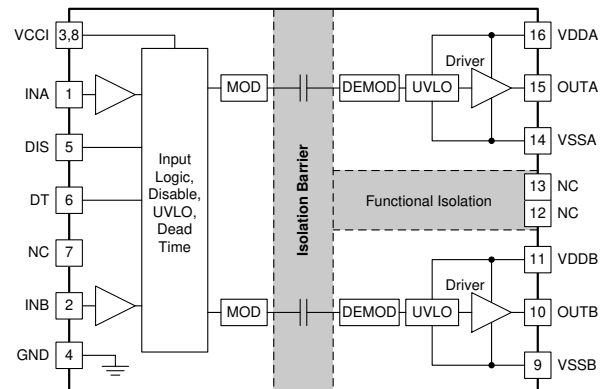 VCCI 3,8
16 VDDA
Driver
INA 1
MOD
DEMOD
UVLO
15 OUTA
DIS 5
14 VSSA
Input
Logic,
Disable,
UVLO,
Dead
Time
Isolation Barrier
13 NC
DT 6
Functional Isolation
12 NC
NC 7
11 VDDB
Driver
INB 2
MOD
DEMOD
UVLO
10 OUTB
GND 4
9 VSSB